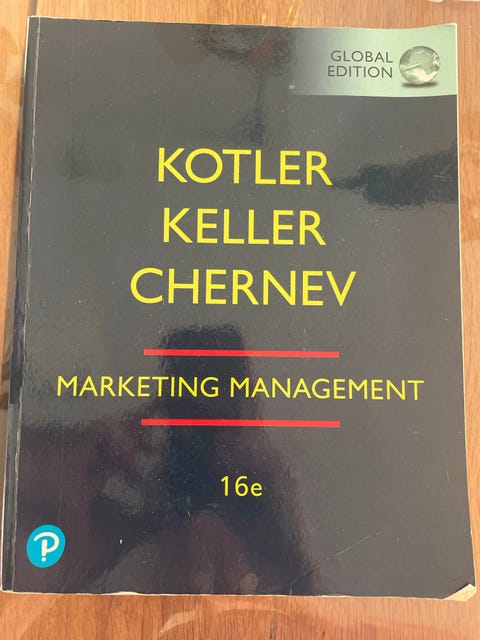 GLOBAL
EDITION
KOTLER
KELLER
CHERNEV
MARKETING MANAGEMENT
16e
P